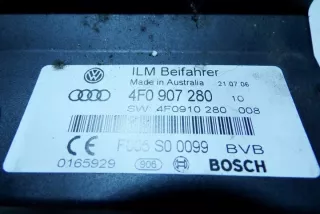 ILM Beifahrer
Made in Australia 21 07 06
4F0 907 280 10
SW: 4F0910 280 008
F005 S0 0099 BVB
0165929 906 BOSCH